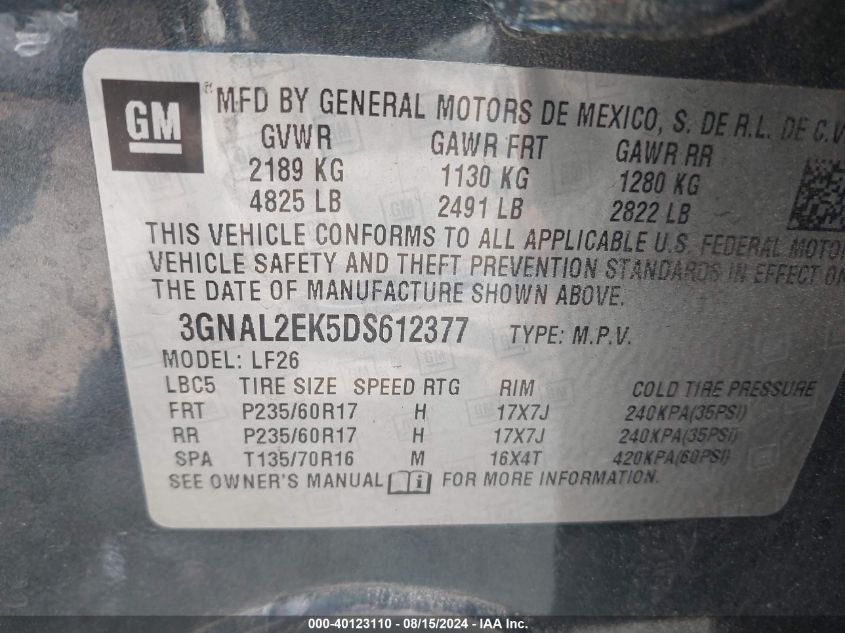 GM
® MFD BY GENERAL MOTORS DE MEXICO, S. DE R.L. DE C.V
GVWR GAWR FRT GAWR RR
2189 KG 1130 KG 1280 KG
4825 LB 2491 LB 2822 LB
THIS VEHICLE CONFORMS TO ALL APPLICABLE U.S. FEDERAL MOTOR
VEHICLE SAFETY AND THEFT PREVENTION STANDARDS IN EFFECT ON
THE DATE OF MANUFACTURE SHOWN ABOVE.
3GNAL2EK5DS612377 TYPE: M.P.V.
MODEL: LF26
LBC5 TIRE SIZE SPEED RTG RIM COLD TIRE PRESSURE
FRT P235/60R17 H 17X7J 240KPA(35PSI)
RR P235/60R17 H 17X7J 240KPA(35PSI)
SPA T135/70R16 M 16X4T 420KPA(60PSI)
SEE OWNER'S MANUAL i FOR MORE INFORMATION.
000-40123110 - 08/15/2024 - IAAI.COM